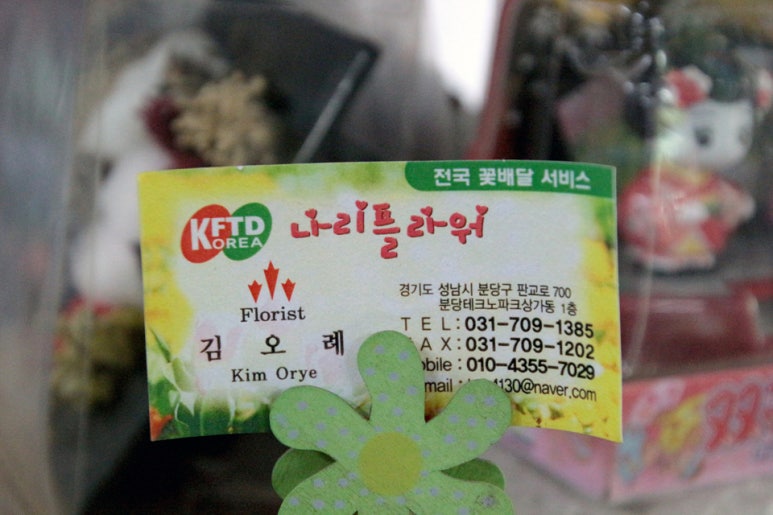 전국 꽃배달 서비스
KFTD
KOREA
나리플라워
Florist
김 오 례
Kim Orye
경기도 성남시 분당구 판교로 700
분당테크노파크상가동 1층
TEL : 031-709-1385
AX : 031-709-1202
obile : 010-4355-7029
mail : 4130@naver.com